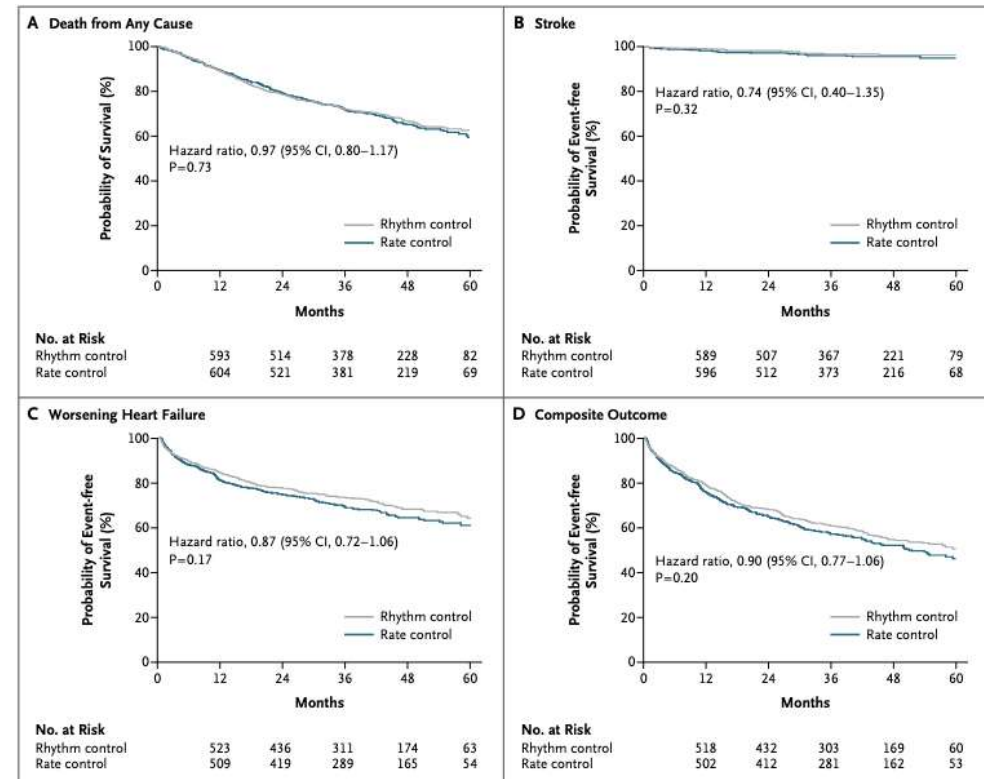 A Death from Any Cause
Probability of Survival (%)
100
80
60
40
20
0
Hazard ratio, 0.97 (95% CI, 0.80–1.17)
P=0.73
Rhythm control
Rate control
0 12 24 36 48 60
Months
No. at Risk
Rhythm control 593 514 378 228 82
Rate control 604 521 381 219 69
B Stroke
Probability of Event-free
Survival (%)
100
80
60
40
20
0
Hazard ratio, 0.74 (95% CI, 0.40–1.35)
P=0.32
Rhythm control
Rate control
0 12 24 36 48 60
Months
No. at Risk
Rhythm control 589 507 367 221 79
Rate control 596 512 373 216 68
C Worsening Heart Failure
Probability of Event-free
Survival (%)
100
80
60
40
20
0
Hazard ratio, 0.87 (95% CI, 0.72–1.06)
P=0.17
Rhythm control
Rate control
0 12 24 36 48 60
Months
No. at Risk
Rhythm control 523 436 311 174 63
Rate control 509 419 289 165 54
D Composite Outcome
Probability of Event-free
Survival (%)
100
80
60
40
20
0
Hazard ratio, 0.90 (95% CI, 0.77–1.06)
P=0.20
Rhythm control
Rate control
0 12 24 36 48 60
Months
No. at Risk
Rhythm control 518 432 303 169 60
Rate control 502 412 281 162 53